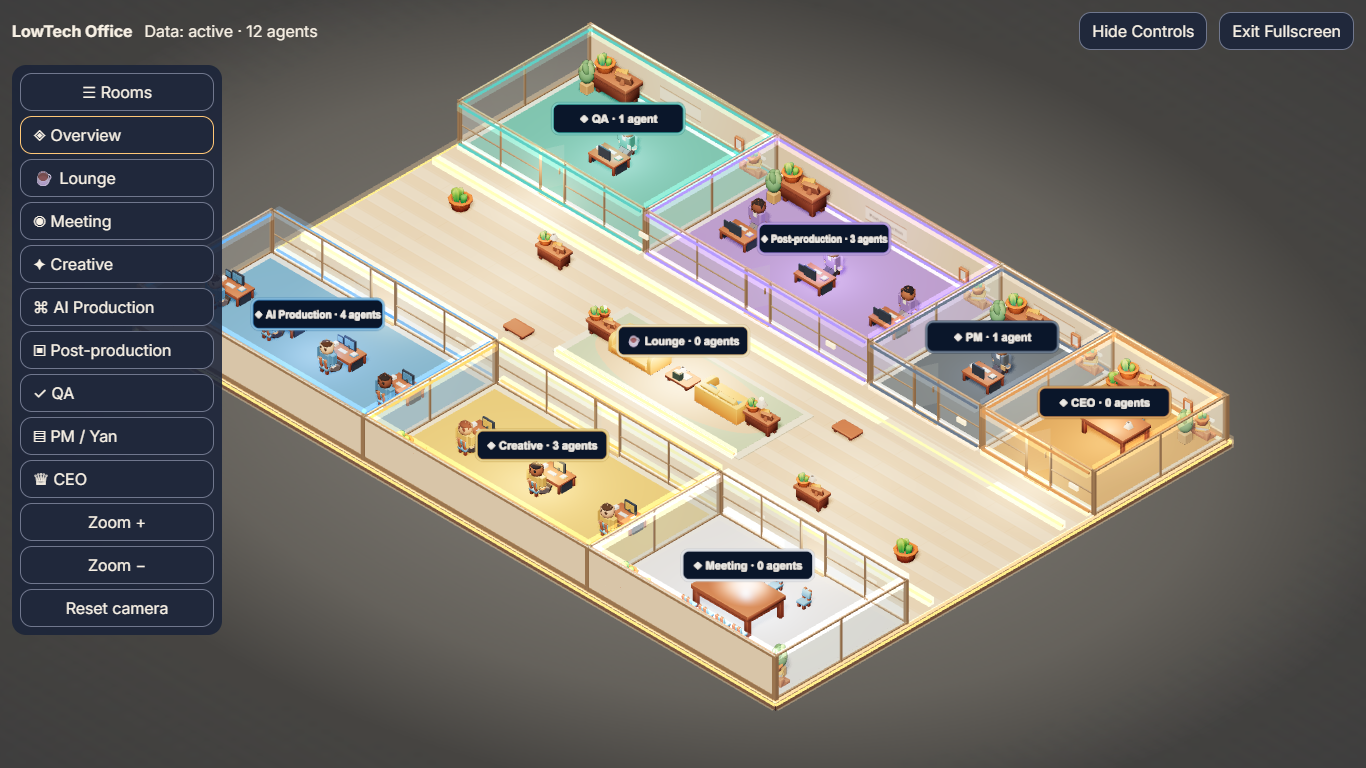 LowTech Office Data: active · 12 agents
Hide Controls
Exit Fullscreen
☰ Rooms
◈ Overview
Lounge
◉ Meeting
✦ Creative
⌘ AI Production
▣ Post-production
✓ QA
▤ PM / Yan
♛ CEO
Zoom +
Zoom −
Reset camera
◆ QA · 1 agent
◆ Post-production · 3 agents
◆ AI Production · 4 agents
Lounge · 0 agents
◆ PM · 1 agent
◆ CEO · 0 agents
◆ Creative · 3 agents
◆ Meeting · 0 agents